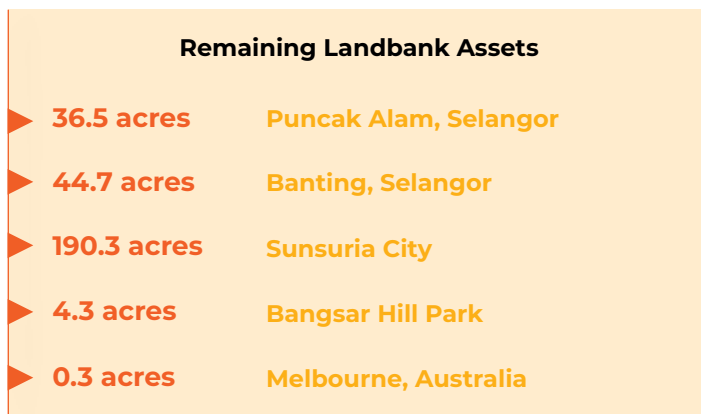 Remaining Landbank Assets
36.5 acres Puncak Alam, Selangor
44.7 acres Banting, Selangor
190.3 acres Sunsuria City
4.3 acres Bangsar Hill Park
0.3 acres Melbourne, Australia